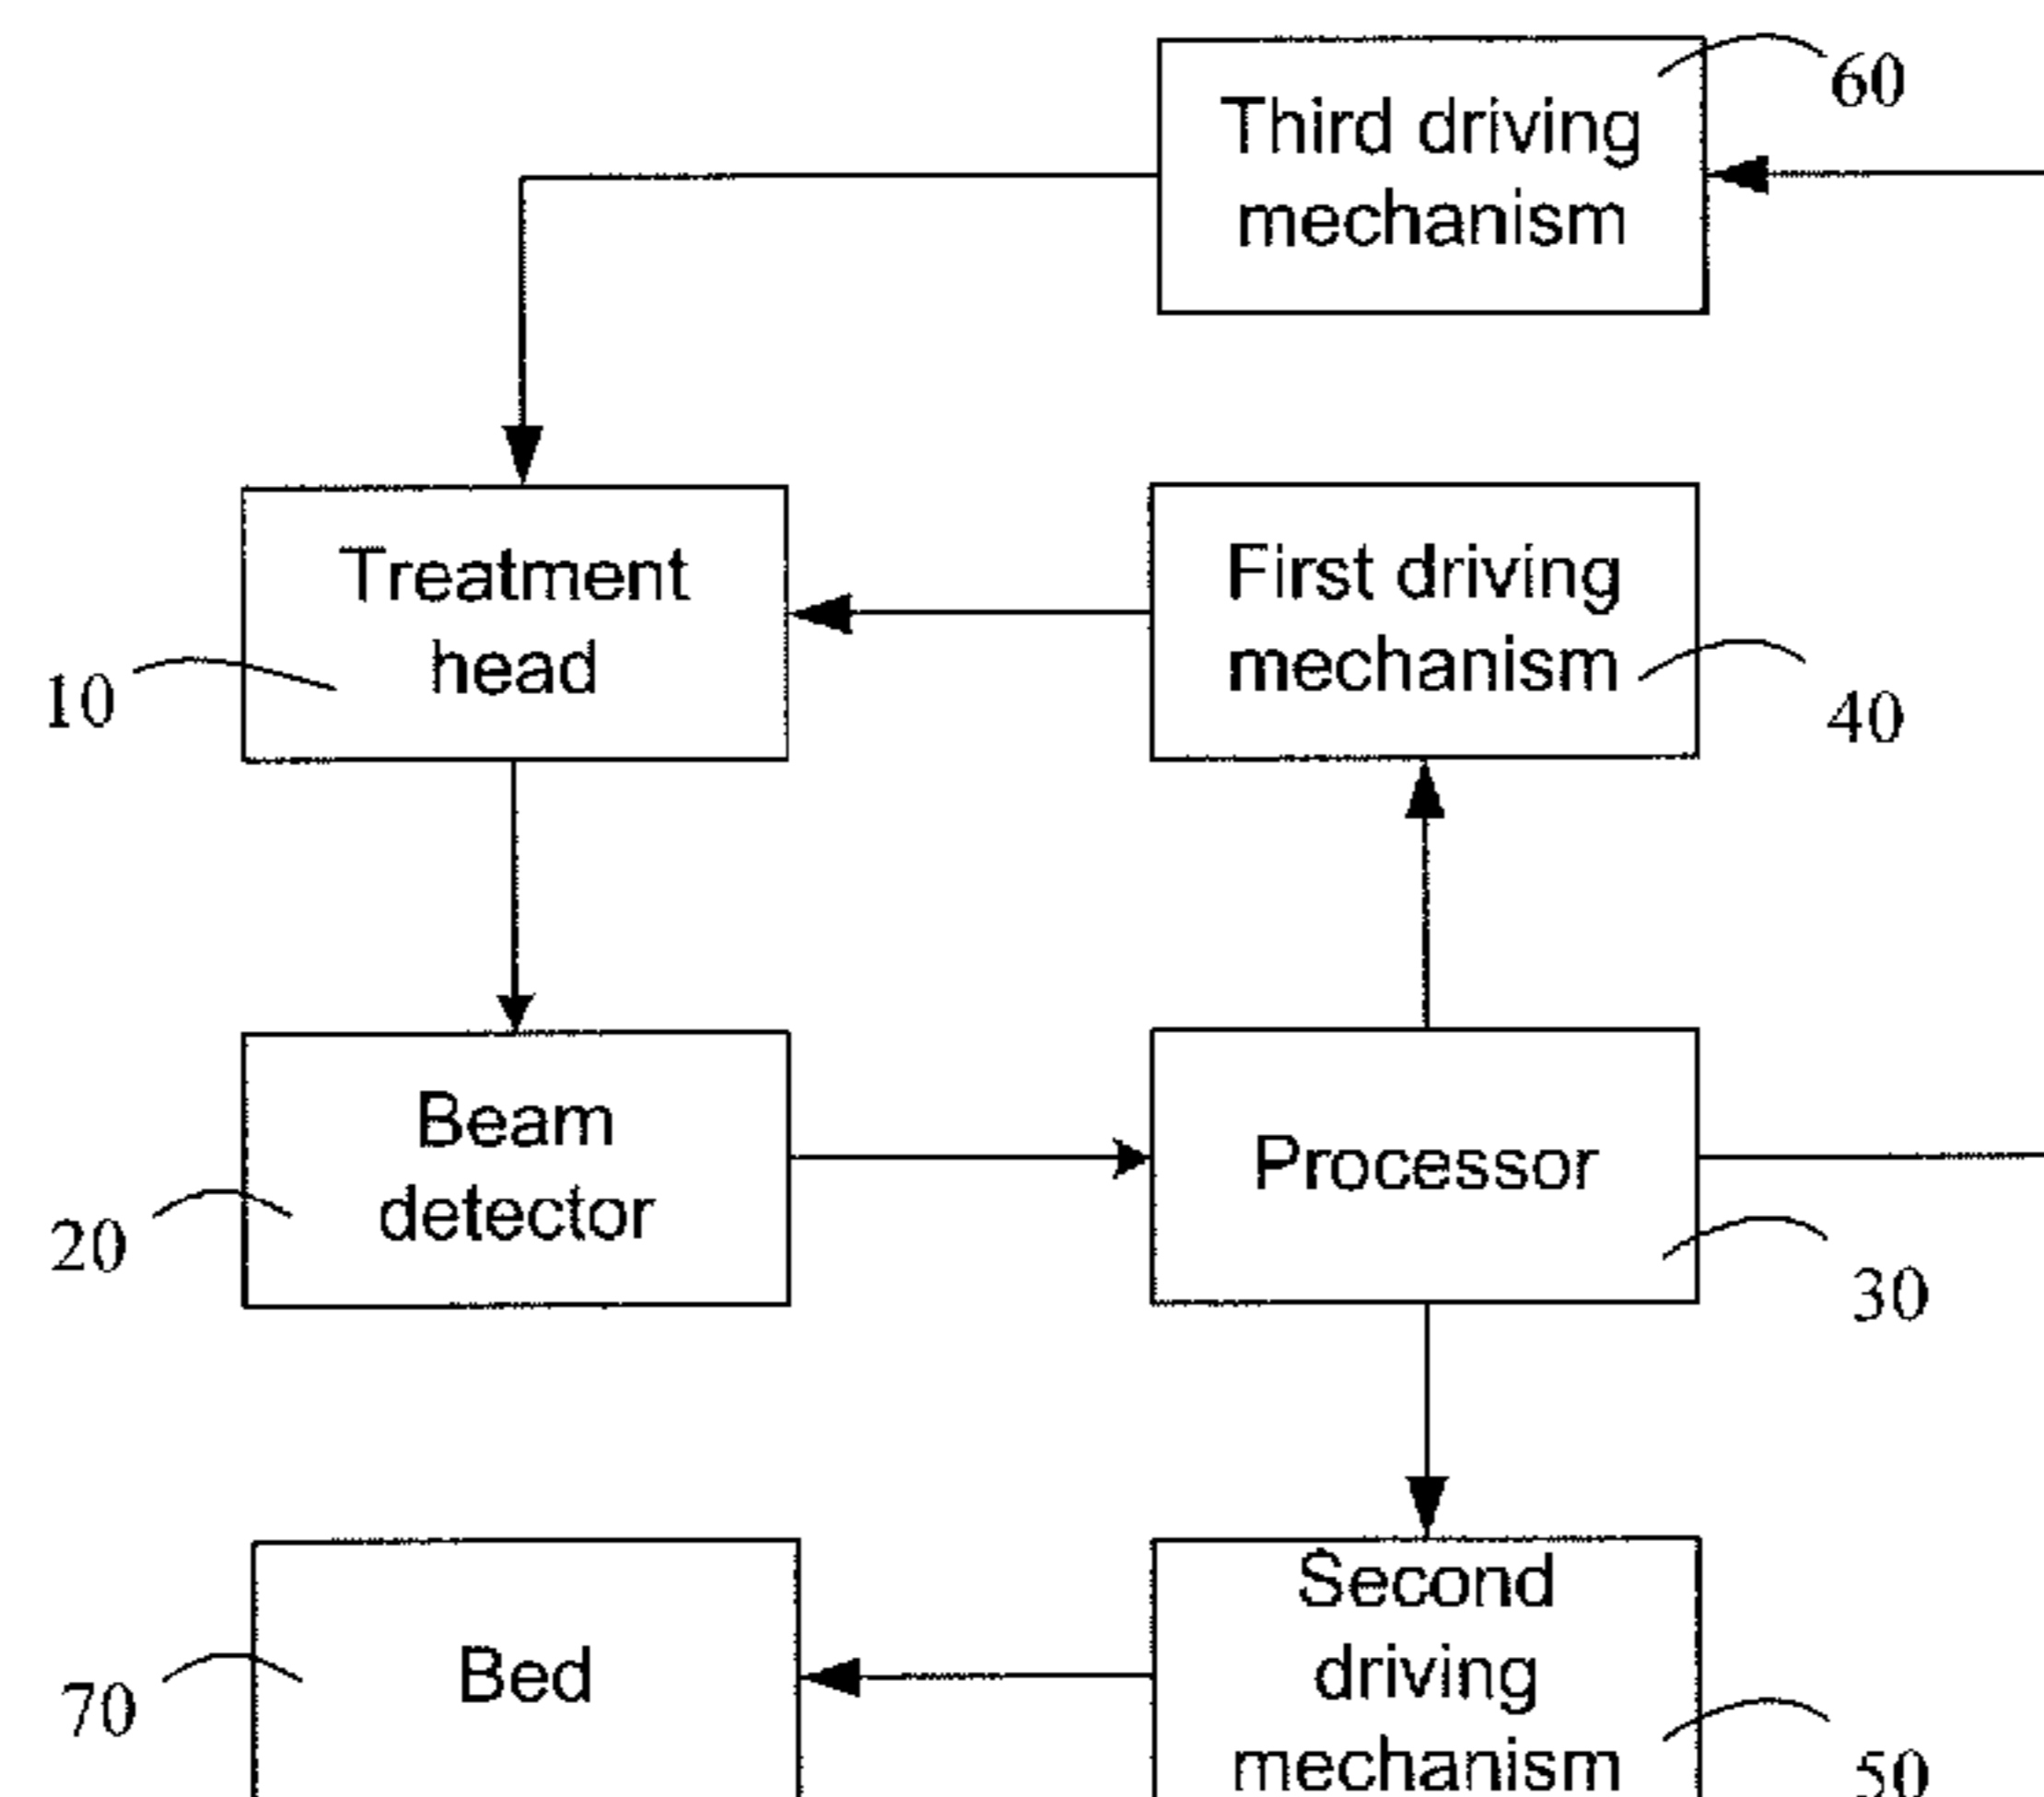 Third driving
mechanism
60
Treatment
head
10
First driving
mechanism
40
Beam
detector
20
Processor
30
Bed
70
Second
driving
mechanism
50